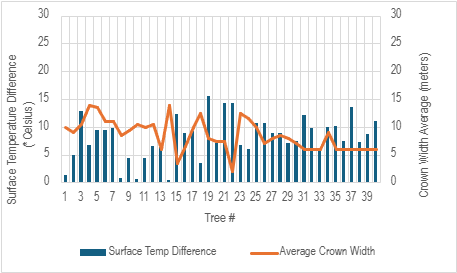 30 30
25 25
20 20
15 15
10 10
5 5
0 0
Surface Temperature Difference
(° Celsius)
Crown Width Average (meters)
1 3 5 7 9 11 13 15 17 19 21 23 25 27 29 31 33 35 37 39
Tree #
Surface Temp Difference Average Crown Width